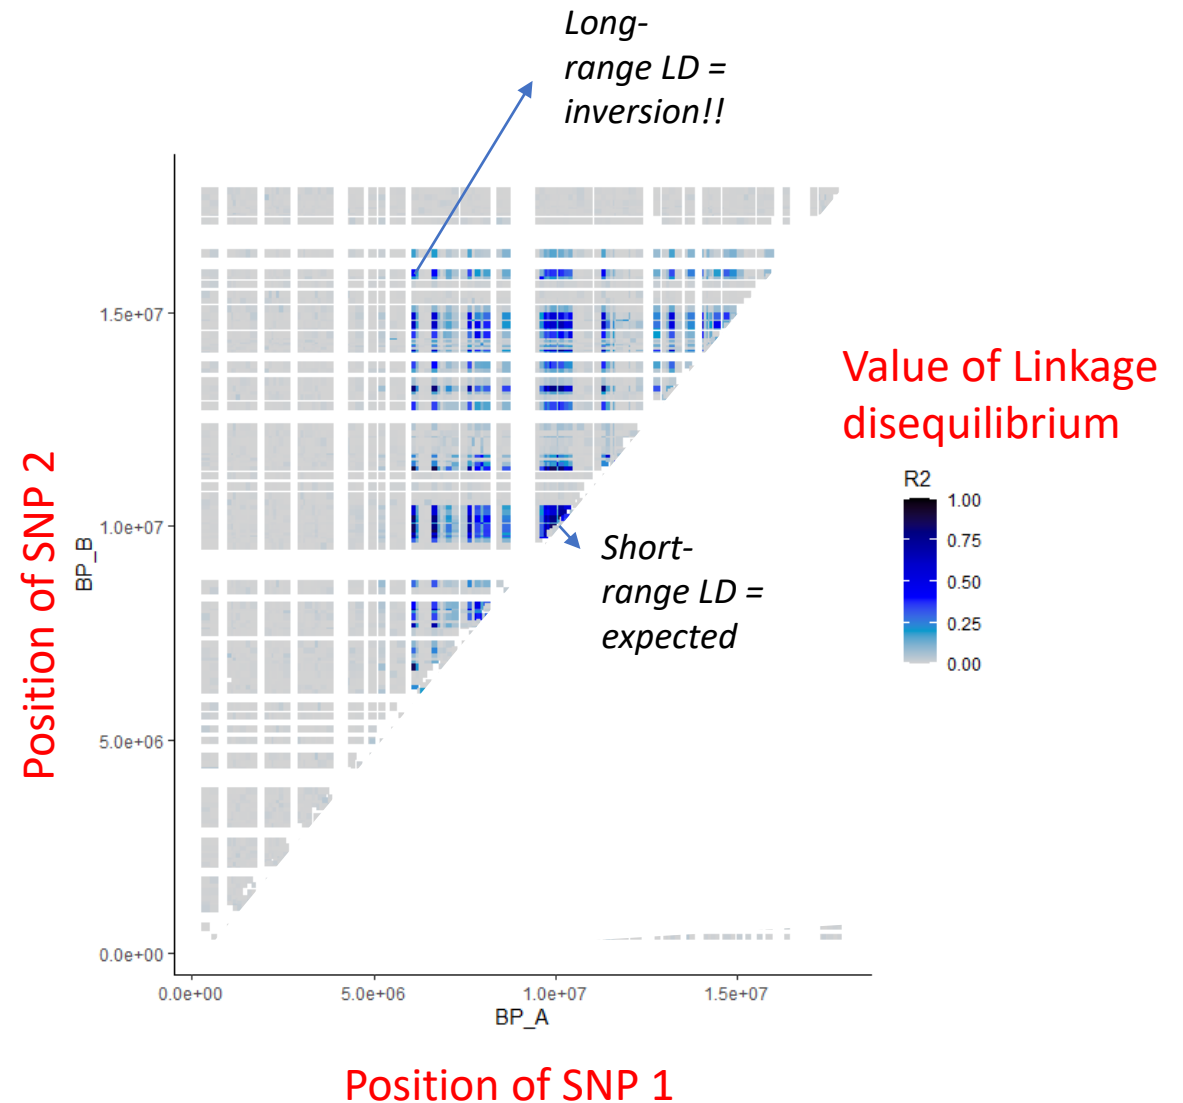 Long-
range LD =
inversion!!
1.5e+07
1.0e+07
5.0e+06
0.0e+00
BP_B
Position of SNP 2
0.0e+00
5.0e+06
1.0e+07
1.5e+07
BP_A
Position of SNP 1
Short-
range LD =
expected
Value of Linkage
disequilibrium
R2
1.00
0.75
0.50
0.25
0.00